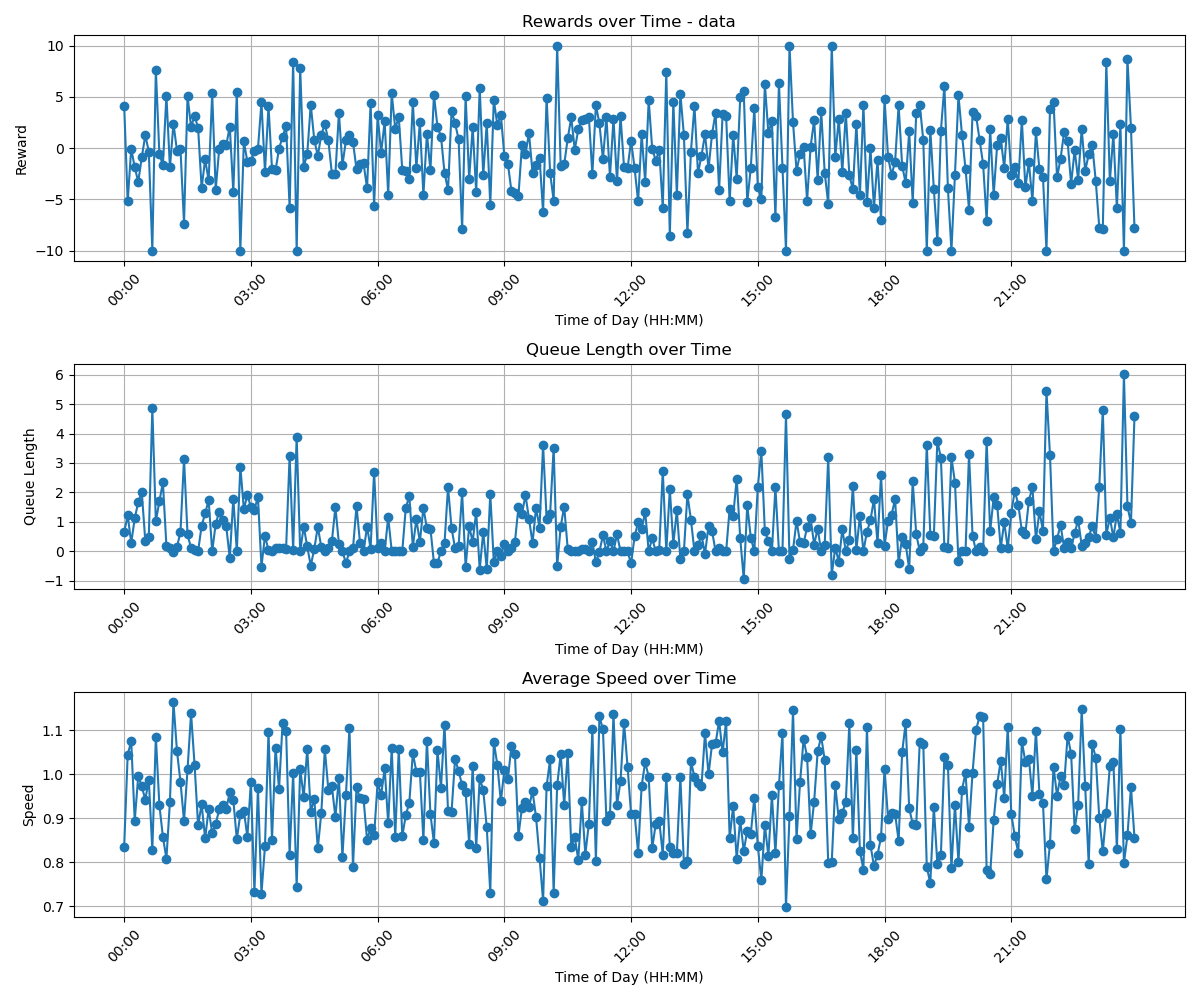 Rewards over Time - data
10
5
0
−5
−10
Reward
00:00 03:00 06:00 09:00 12:00 15:00 18:00 21:00
Time of Day (HH:MM)
Queue Length over Time
6
5
4
3
2
1
0
−1
Queue Length
00:00 03:00 06:00 09:00 12:00 15:00 18:00 21:00
Time of Day (HH:MM)
Average Speed over Time
1.1
1.0
0.9
0.8
0.7
Speed
00:00 03:00 06:00 09:00 12:00 15:00 18:00 21:00
Time of Day (HH:MM)